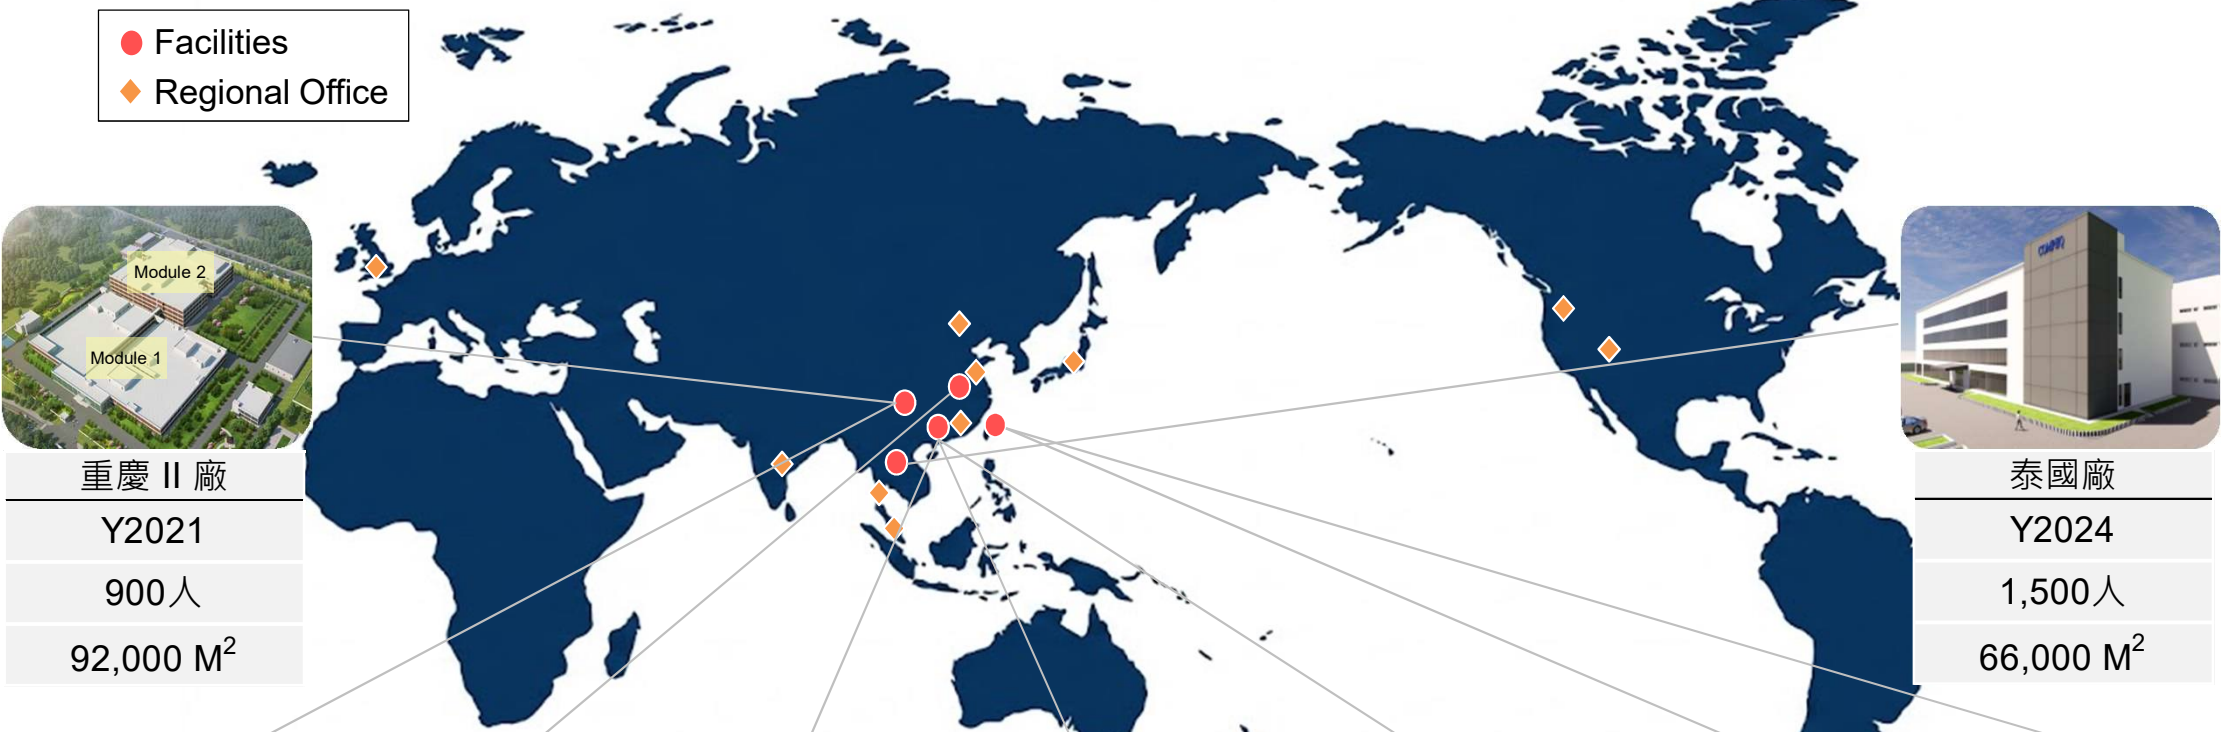 Facilities
Regional Office
Module 2
Module 1
重慶 II 廠
Y2021
900人
92,000 M²
COMPEQ
泰國廠
Y2024
1,500人
66,000 M²